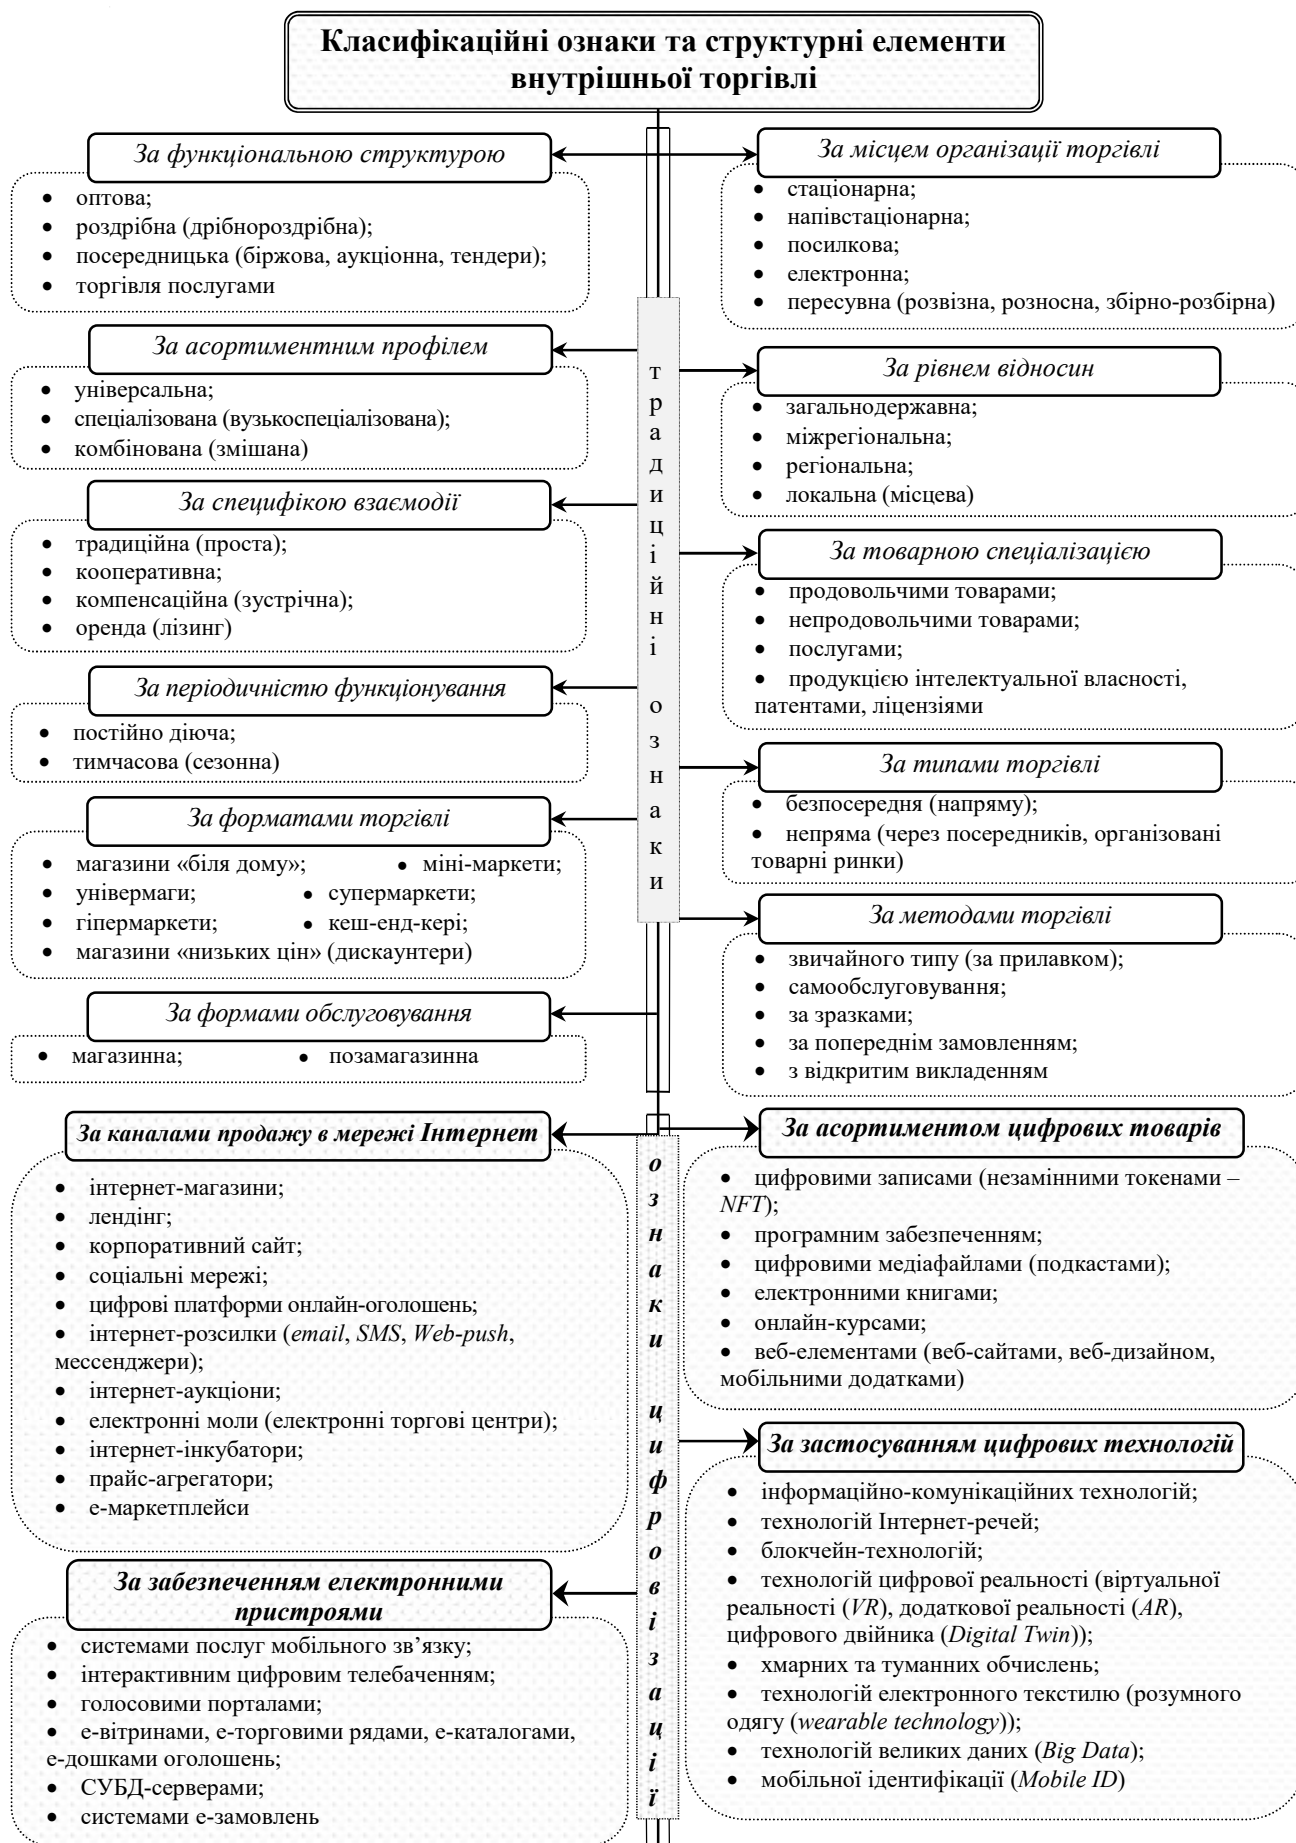 Класифікаційні ознаки та структурні елементи
внутрішньої торгівлі
За функціональною структурою
• оптова;
• роздрібна (дрібнороздрібна);
• посередницька (біржова, аукціонна, тендери);
• торгівля послугами
За місцем організації торгівлі
• стаціонарна;
• напівстаціонарна;
• посилкова;
• електронна;
• пересувна (розвізна, розносна, збірно-розбірна)
традиційні ознаки
За асортиментним профілем
• універсальна;
• спеціалізована (вузькоспеціалізована);
• комбінована (змішана)
За рівнем відносин
• загальнодержавна;
• міжрегіональна;
• регіональна;
• локальна (місцева)
За специфікою взаємодії
• традиційна (проста);
• кооперативна;
• компенсаційна (зустрічна);
• оренда (лізинг)
За товарною спеціалізацією
• продовольчими товарами;
• непродовольчими товарами;
• послугами;
• продукцією інтелектуальної власності,
патентами, ліцензіями
За періодичністю функціонування
• постійно діюча;
• тимчасова (сезонна)
За типами торгівлі
• безпосередня (напряму);
• непряма (через посередників, організовані
товарні ринки)
За форматами торгівлі
• магазини «біля дому»; • міні-маркети;
• універмаги; • супермаркети;
• гіпермаркети; • кеш-енд-кері;
• магазини «низьких цін» (дискаунтери)
За методами торгівлі
• звичайного типу (за прилавком);
• самообслуговування;
• за зразками;
• за попереднім замовленням;
• з відкритим викладенням
За формами обслуговування
• магазинна; • позамагазинна
ознаки цифровізації
За каналами продажу в мережі Інтернет
• інтернет-магазини;
• лендінг;
• корпоративний сайт;
• соціальні мережі;
• цифрові платформи онлайн-оголошень;
• інтернет-розсилки (email, SMS, Web-push,
мессенджери);
• інтернет-аукціони;
• електронні моли (електронні торгові центри);
• інтернет-інкубатори;
• прайс-агрегатори;
• е-маркетплейси
За асортиментом цифрових товарів
• цифровими записами (незамінними токенами –
NFT);
• програмним забезпеченням;
• цифровими медіафайлами (подкастами);
• електронними книгами;
• онлайн-курсами;
• веб-елементами (веб-сайтами, веб-дизайном,
мобільними додатками)
За застосуванням цифрових технологій
• інформаційно-комунікаційних технологій;
• технологій Інтернет-речей;
• блокчейн-технологій;
• технологій цифрової реальності (віртуальної
реальності (VR), додаткової реальності (AR),
цифрового двійника (Digital Twin));
• хмарних та туманних обчислень;
• технологій електронного текстилю (розумного
одягу (wearable technology));
• технологій великих даних (Big Data);
• мобільної ідентифікації (Mobile ID)
За забезпеченням електронними
пристроями
• системами послуг мобільного зв’язку;
• інтерактивним цифровим телебаченням;
• голосовими порталами;
• е-вітринами, е-торговими рядами, е-каталогами,
е-дошками оголошень;
• СУБД-серверами;
• системами е-замовлень